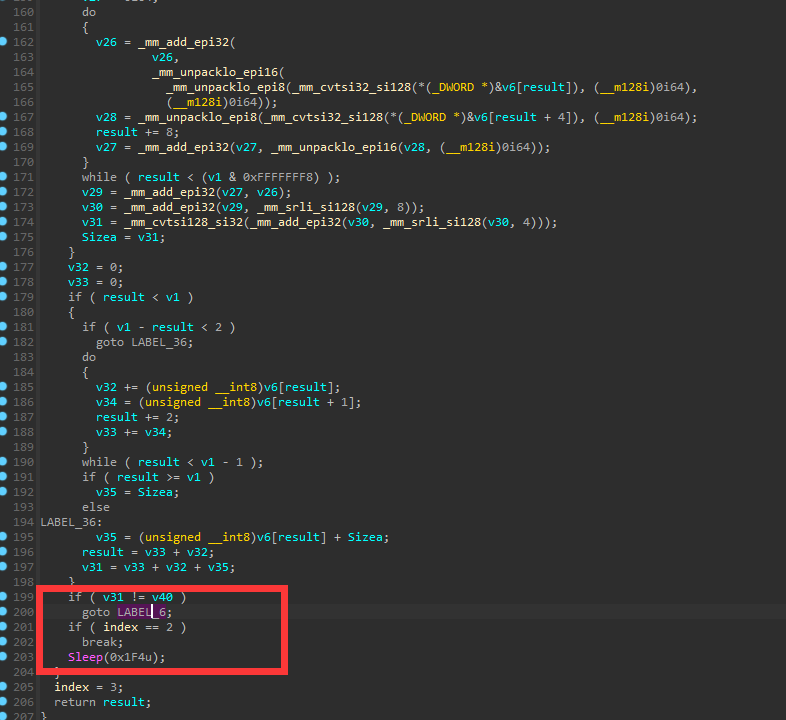 160 do
161 {
162 v26 = _mm_add_epi32(
163 v26,
164 _mm_unpacklo_epi16(
165 _mm_unpacklo_epi8(_mm_cvtsi32_si128(*(_DWORD *)&v6[result]), (__m128i)0i64),
166 (__m128i)0i64));
167 v28 = _mm_unpacklo_epi8(_mm_cvtsi32_si128(*(_DWORD *)&v6[result + 4]), (__m128i)0i64);
168 result += 8;
169 v27 = _mm_add_epi32(v27, _mm_unpacklo_epi16(v28, (__m128i)0i64));
170 }
171 while ( result < (v1 & 0xFFFFFFF8) );
172 v29 = _mm_add_epi32(v27, v26);
173 v30 = _mm_add_epi32(v29, _mm_srli_si128(v29, 8));
174 v31 = _mm_cvtsi128_si32(_mm_add_epi32(v30, _mm_srli_si128(v30, 4)));
175 Sizea = v31;
176 }
177 v32 = 0;
178 v33 = 0;
179 if ( result < v1 )
180 {
181 if ( v1 - result < 2 )
182 goto LABEL_36;
183 do
184 {
185 v32 += (unsigned __int8)v6[result];
186 v34 = (unsigned __int8)v6[result + 1];
187 result += 2;
188 v33 += v34;
189 }
190 while ( result < v1 - 1 );
191 if ( result >= v1 )
192 v35 = Sizea;
193 else
194 LABEL_36:
195 v35 = (unsigned __int8)v6[result] + Sizea;
196 result = v33 + v32;
197 v31 = v33 + v32 + v35;
198 }
199 if ( v31 != v40 )
200 goto LABEL_6;
201 if ( index == 2 )
202 break;
203 Sleep(0x1F4u);
204 }
205 index = 3;
206 return result;
207 }